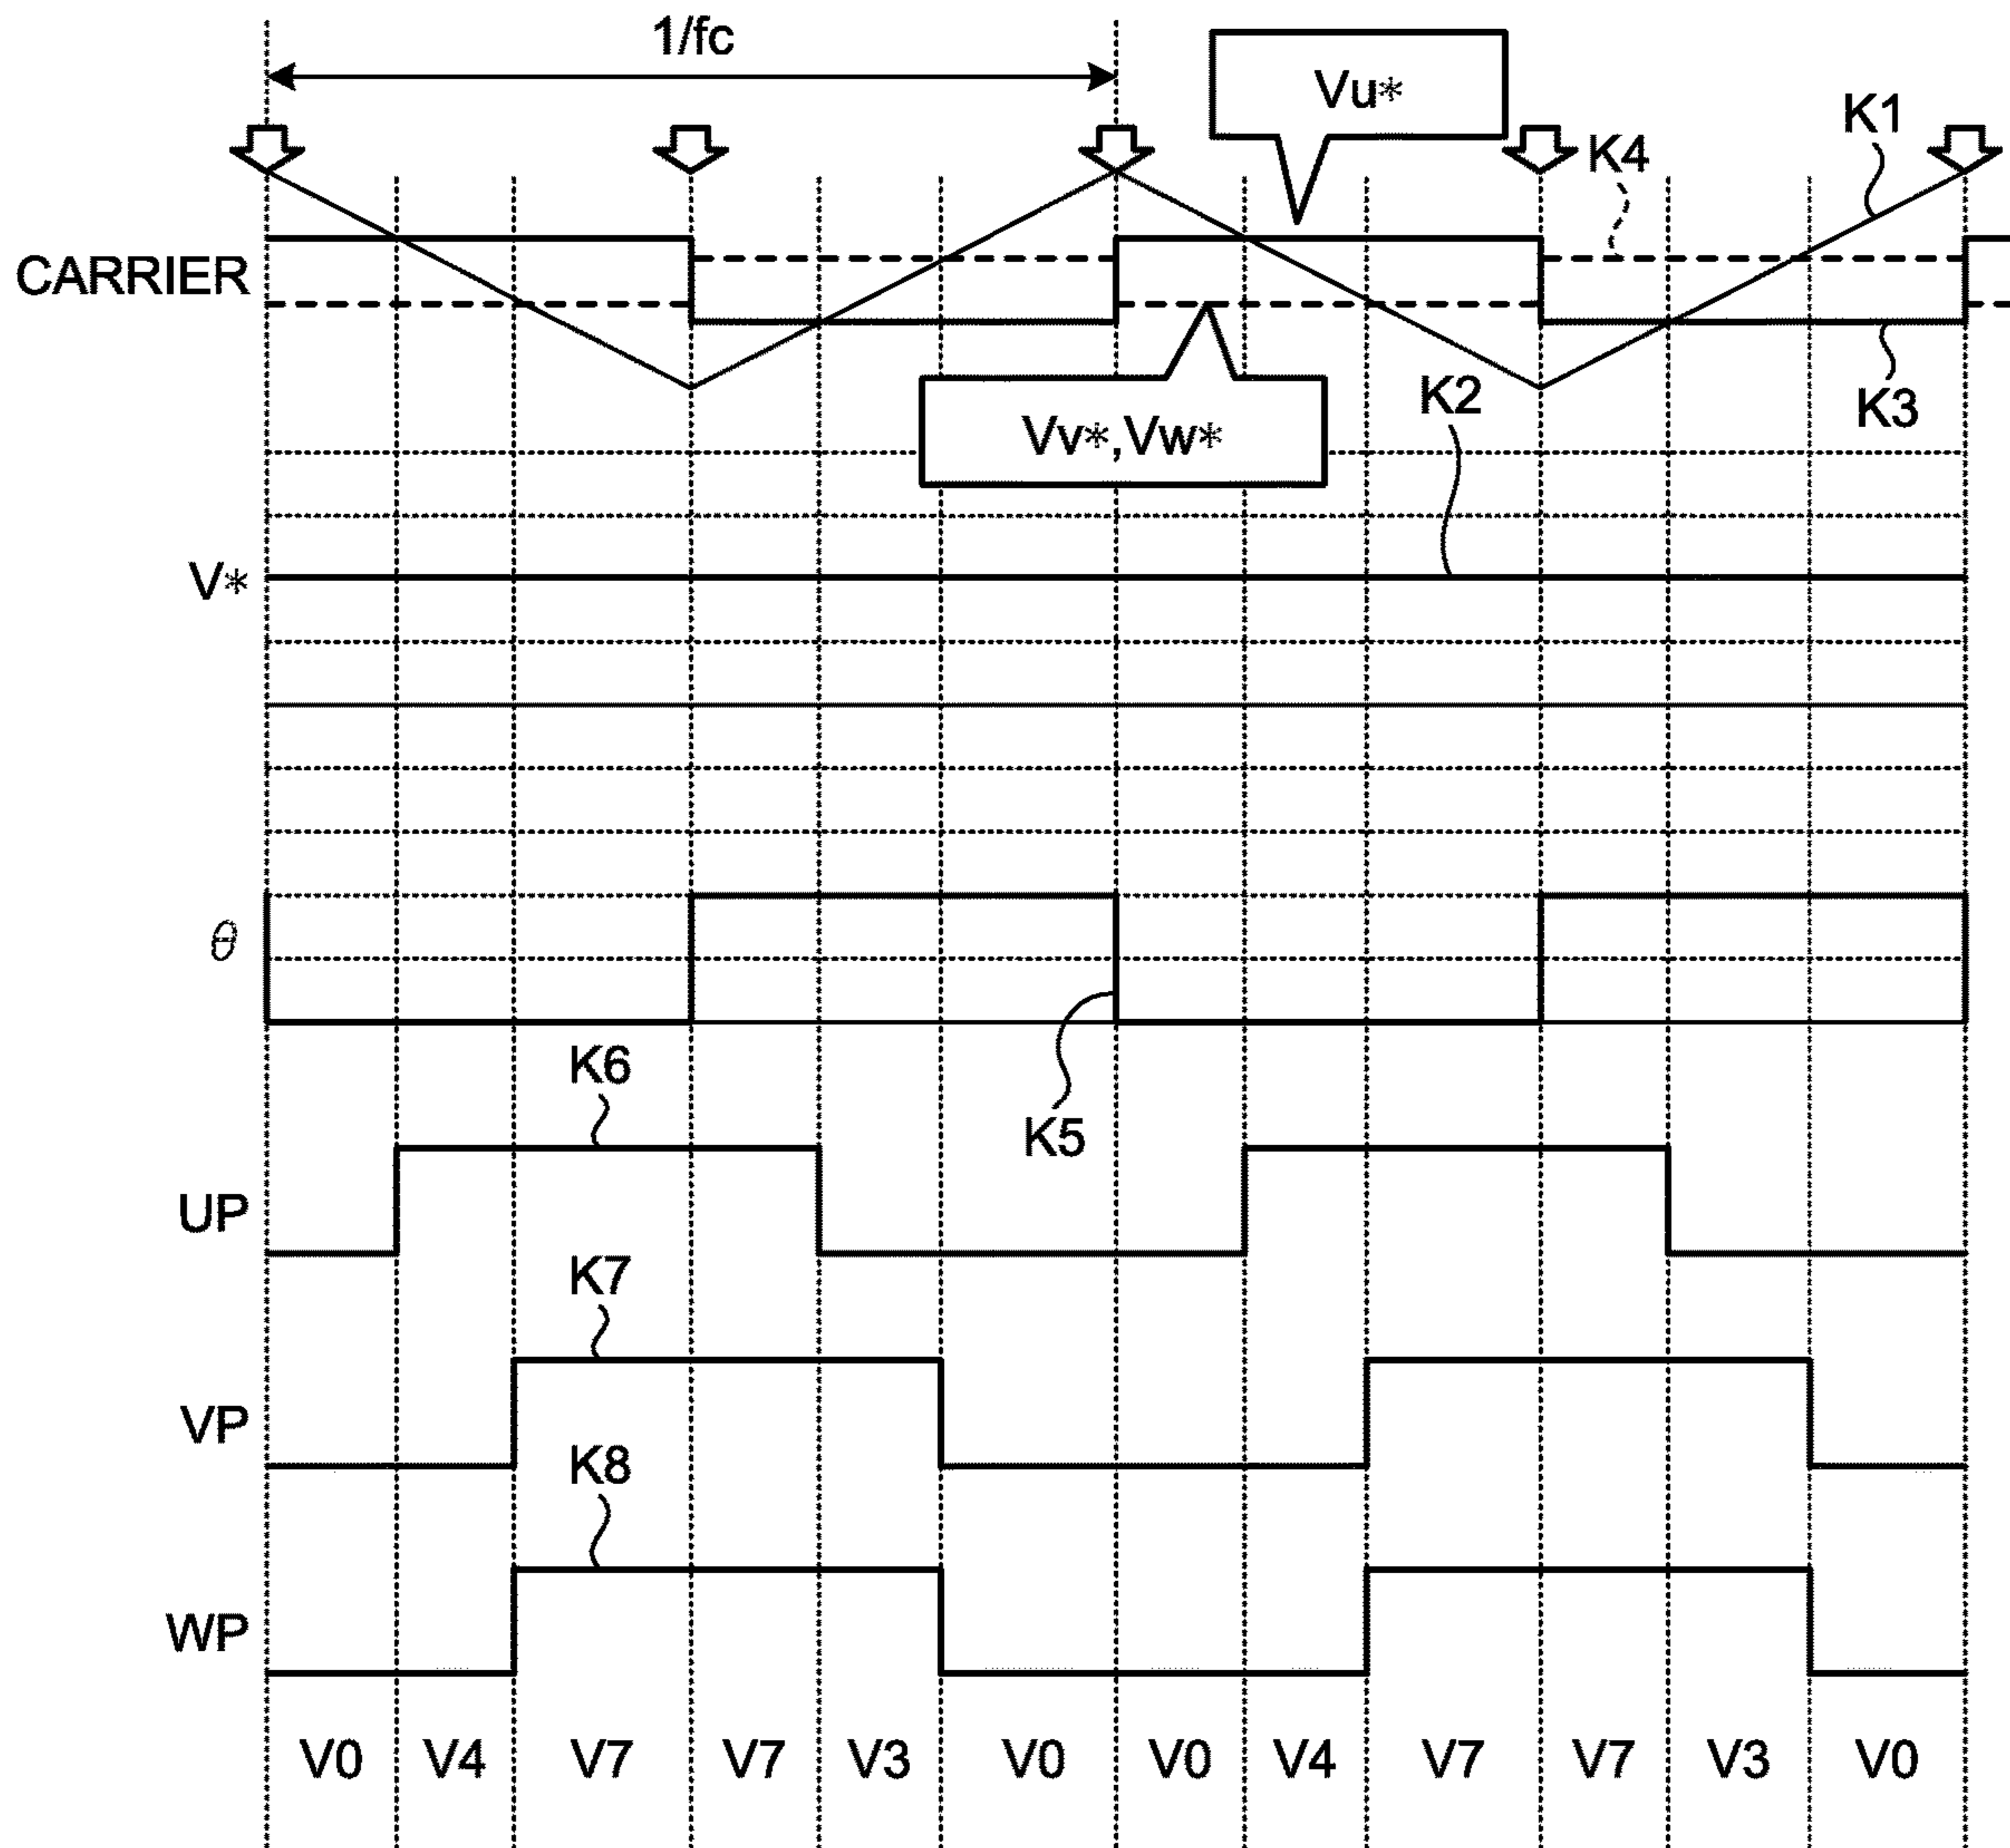 1/fc
Vu*
K1
K4
CARRIER
K2
K3
Vv*,Vw*
V*
θ
K6
K5
UP
K7
VP
K8
WP
V0 V4 V7 V7 V3 V0 V0 V4 V7 V7 V3 V0